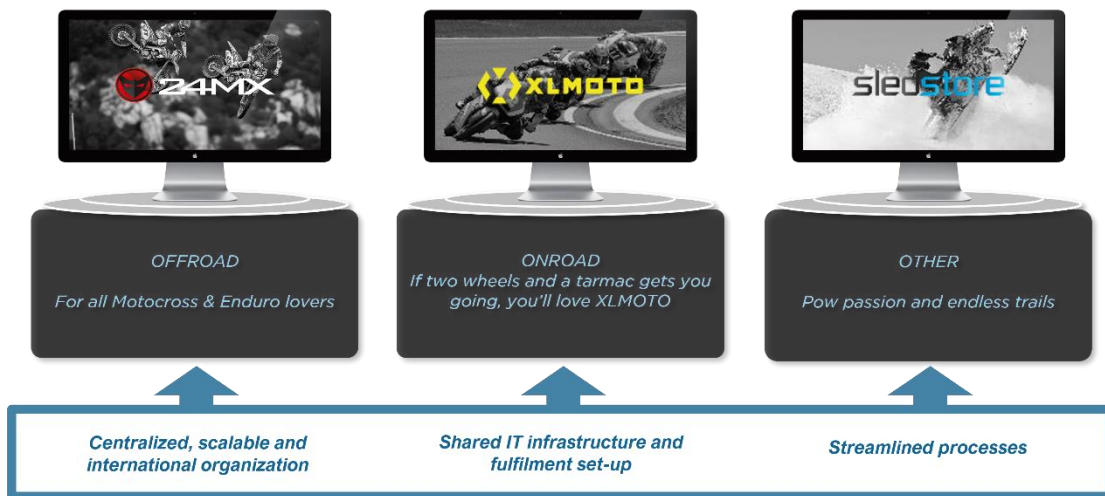 24MX
XLMOTO
sledstore
OFFROAD
For all Motocross & Enduro lovers
ONROAD
If two wheels and a tarmac gets you
going, you'll love XLMOTO
OTHER
Pow passion and endless trails
Centralized, scalable and
international organization
Shared IT infrastructure and
fulfilment set-up
Streamlined processes